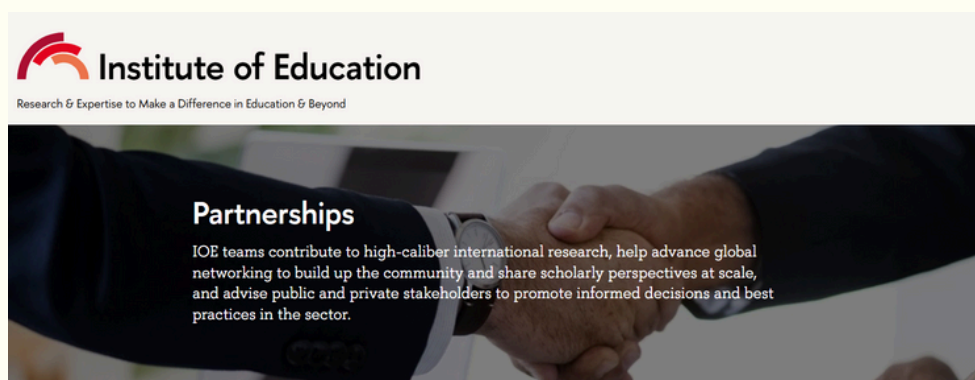 Institute of Education
Research & Expertise to Make a Difference in Education & Beyond
Partnerships
IOE teams contribute to high-caliber international research, help advance global
networking to build up the community and share scholarly perspectives at scale,
and advise public and private stakeholders to promote informed decisions and best
practices in the sector.